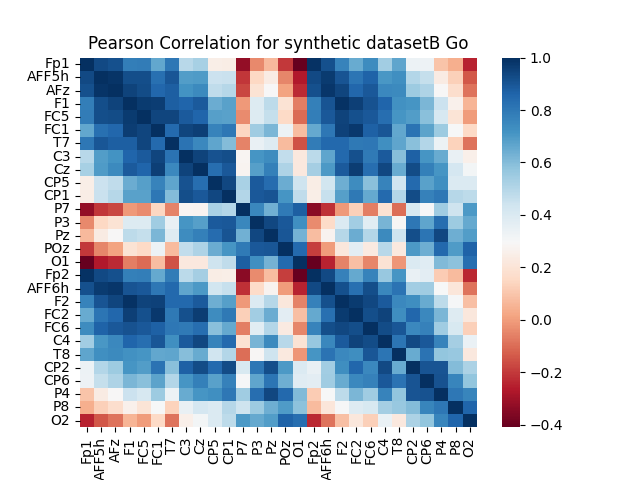 Pearson Correlation for synthetic datasetB Go
Fp1
AFF5h
AFz
F1
FC5
FC1
T7
C3
Cz
CP5
CP1
P7
P3
Pz
POz
O1
Fp2
AFF6h
F2
FC2
FC6
C4
T8
CP2
CP6
P4
P8
O2
Fp1
AFF5h
AFz
F1
FC5
FC1
T7
C3
Cz
CP5
CP1
P7
P3
Pz
POz
O1
Fp2
AFF6h
F2
FC2
FC6
C4
T8
CP2
CP6
P4
P8
O2
1.0
0.8
0.6
0.4
0.2
0.0
−0.2
−0.4